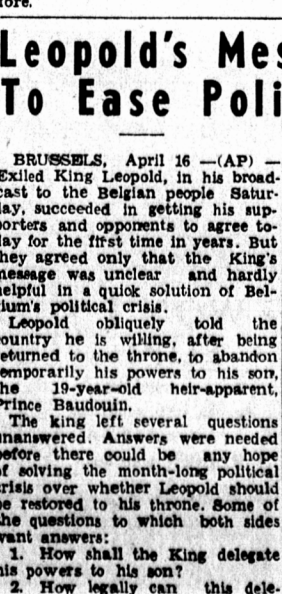 ore.
Leopold's Mes
To Ease Poli
BRUSSELS, April 16 —(AP) —
Exiled King Leopold, in his broad-
cast to the Belgian people Satur-
day, succeeded in getting his sup-
porters and opponents to agree to-
day for the first time in years. But
they agreed only that the King's
message was unclear and hardly
helpful in a quick solution of Bel-
gium's political crisis.
Leopold obliquely told the
country he is willing, after being
returned to the throne, to abandon
temporarily his powers to his son,
the 19-year-old heir-apparent,
Prince Baudouin.
The king left several questions
unanswered. Answers were needed
before there could be any hope
of solving the month-long political
crisis over whether Leopold should
be restored to his throne. Some of
the questions to which both sides
want answers:
1. How shall the King delegate
his powers to his son?
2. How legally can this dele-